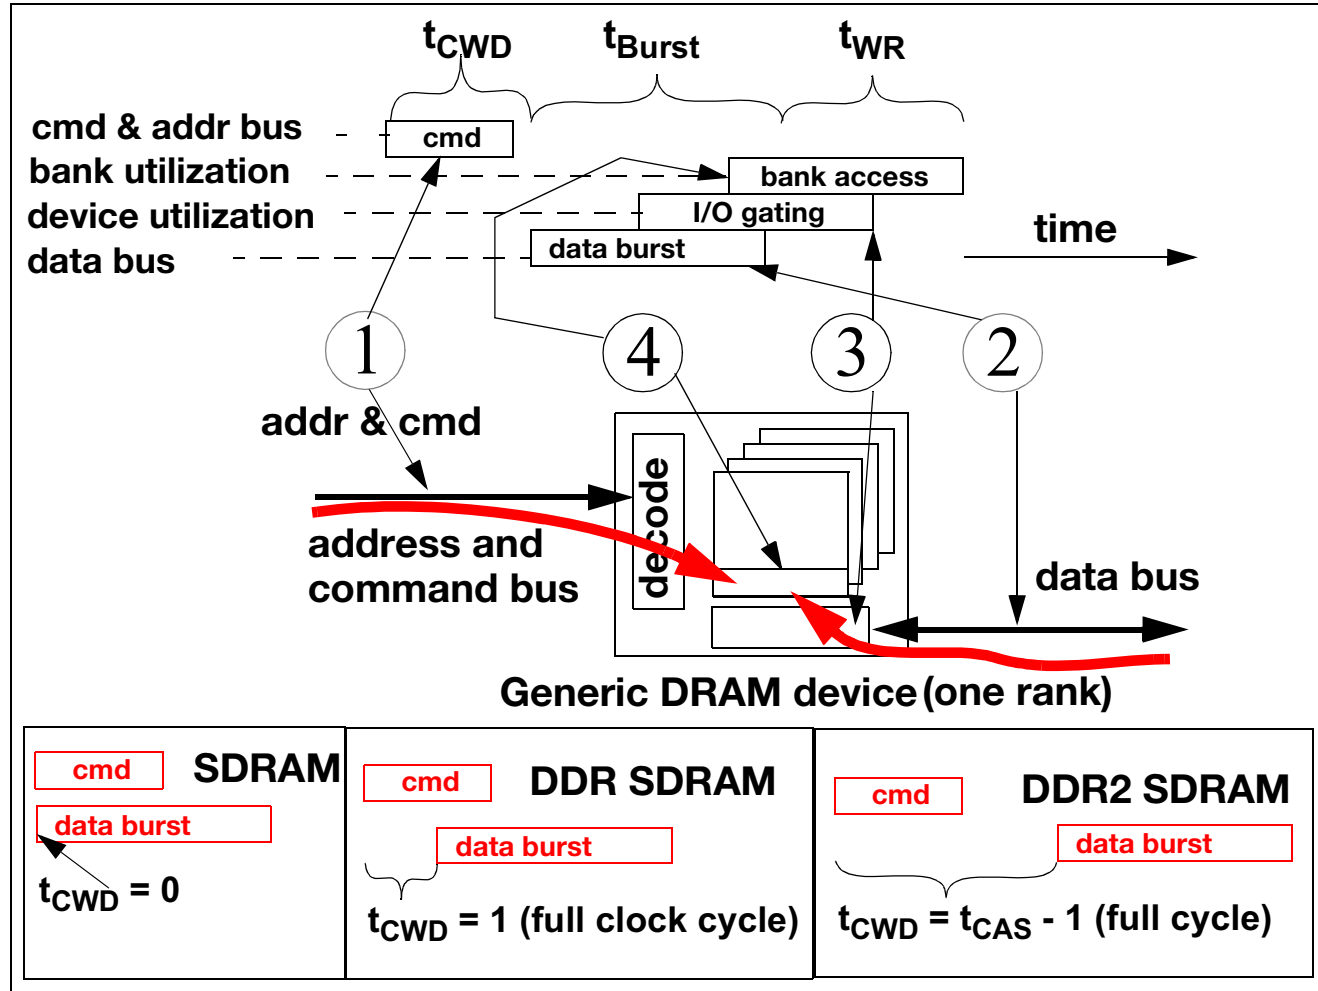 tCWD tBurst tWR
cmd & addr bus
cmd
bank utilization
bank access
device utilization
I/O gating
data bus
data burst
time
1 4 3 2
addr & cmd
decode
address and
command bus
data bus
Generic DRAM device (one rank)
cmd SDRAM
data burst
tCWD = 0
cmd DDR SDRAM
data burst
tCWD = 1 (full clock cycle)
cmd DDR2 SDRAM
data burst
tCWD = tCAS - 1 (full cycle)